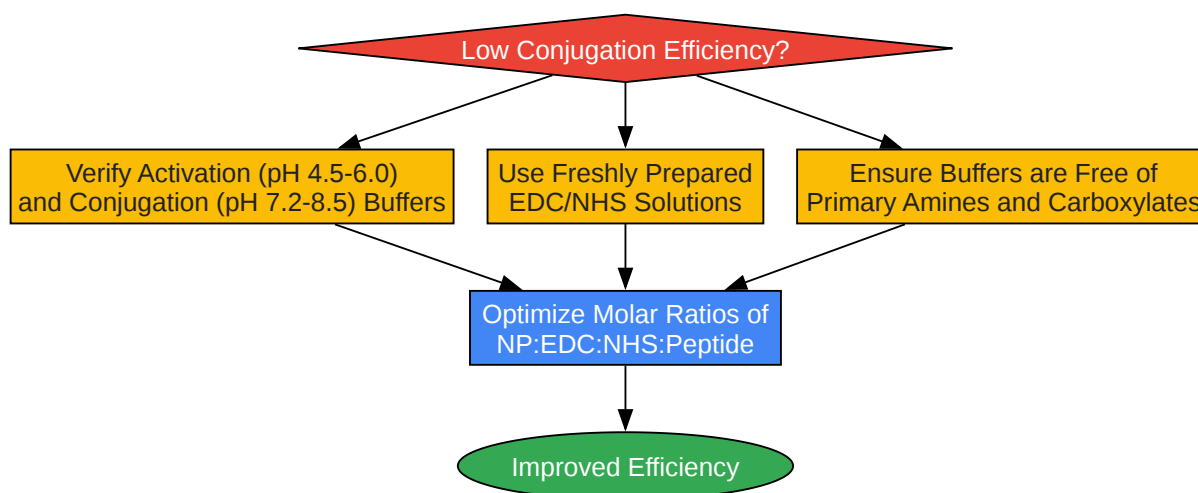 Low Conjugation Efficiency?
Verify Activation (pH 4.5-6.0)
and Conjugation (pH 7.2-8.5) Buffers
Use Freshly Prepared
EDC/NHS Solutions
Ensure Buffers are Free of
Primary Amines and Carboxylates
Optimize Molar Ratios of
NP:EDC:NHS:Peptide
Improved Efficiency